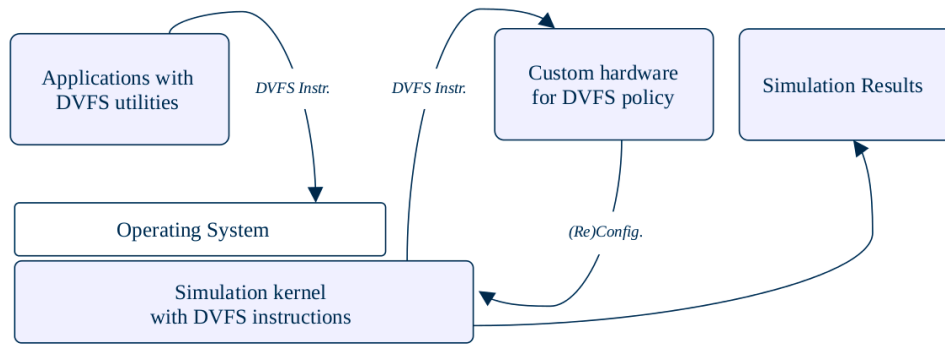 Applications with
DVFS utilities
DVFS Instr.
DVFS Instr.
Custom hardware
for DVFS policy
Simulation Results
Operating System
(Re)Config.
Simulation kernel
with DVFS instructions